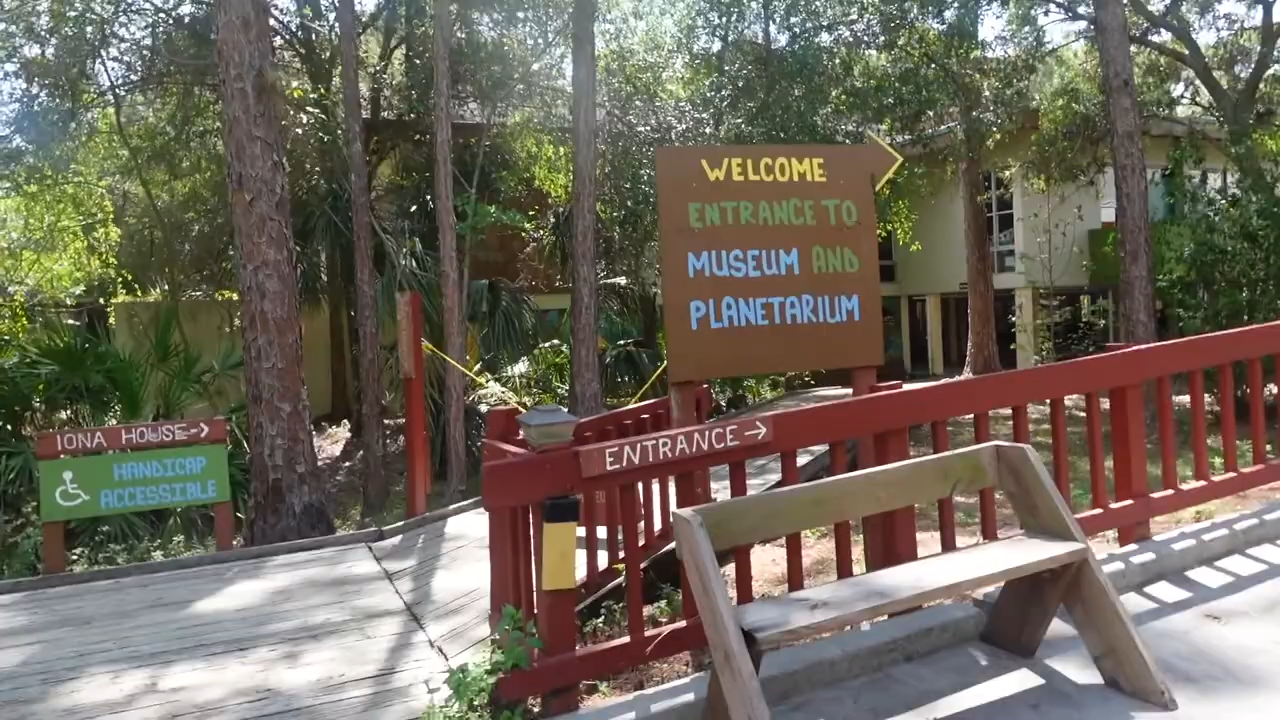 WELCOME
ENTRANCE TO
MUSEUM AND
PLANETARIUM
IONA HOUSE->
HANDICAP
ACCESSIBLE
ENTRANCE →